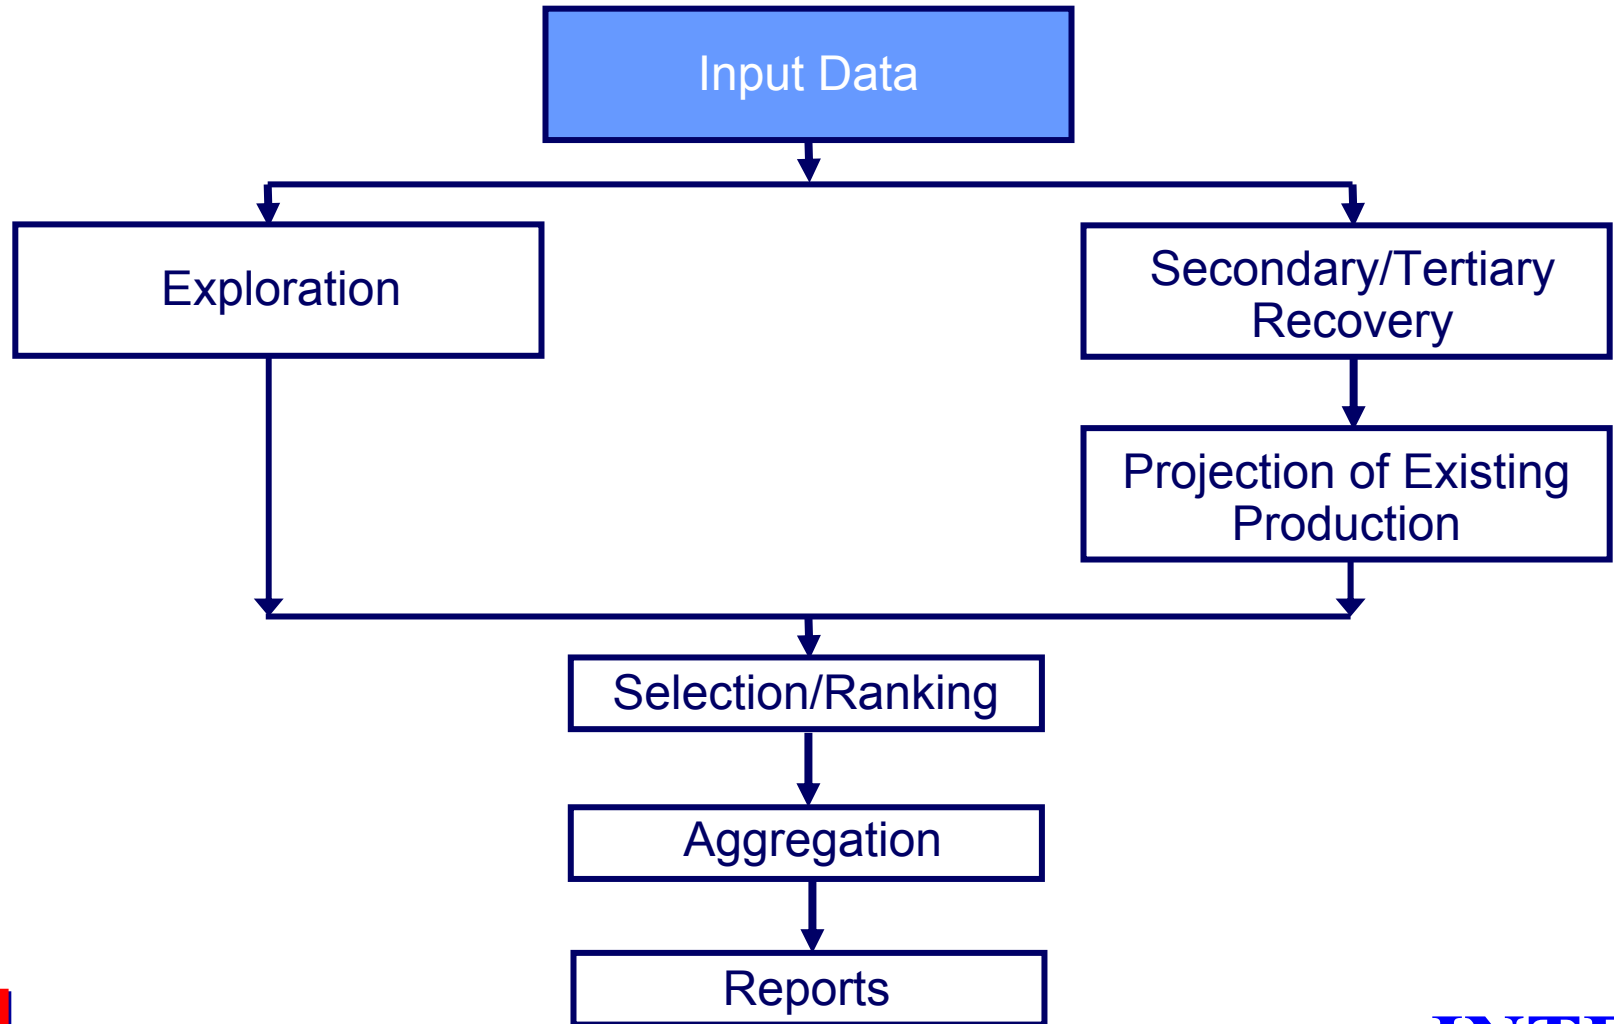 Input Data
Exploration
Secondary/Tertiary
Recovery
Projection of Existing
Production
Selection/Ranking
Aggregation
Reports